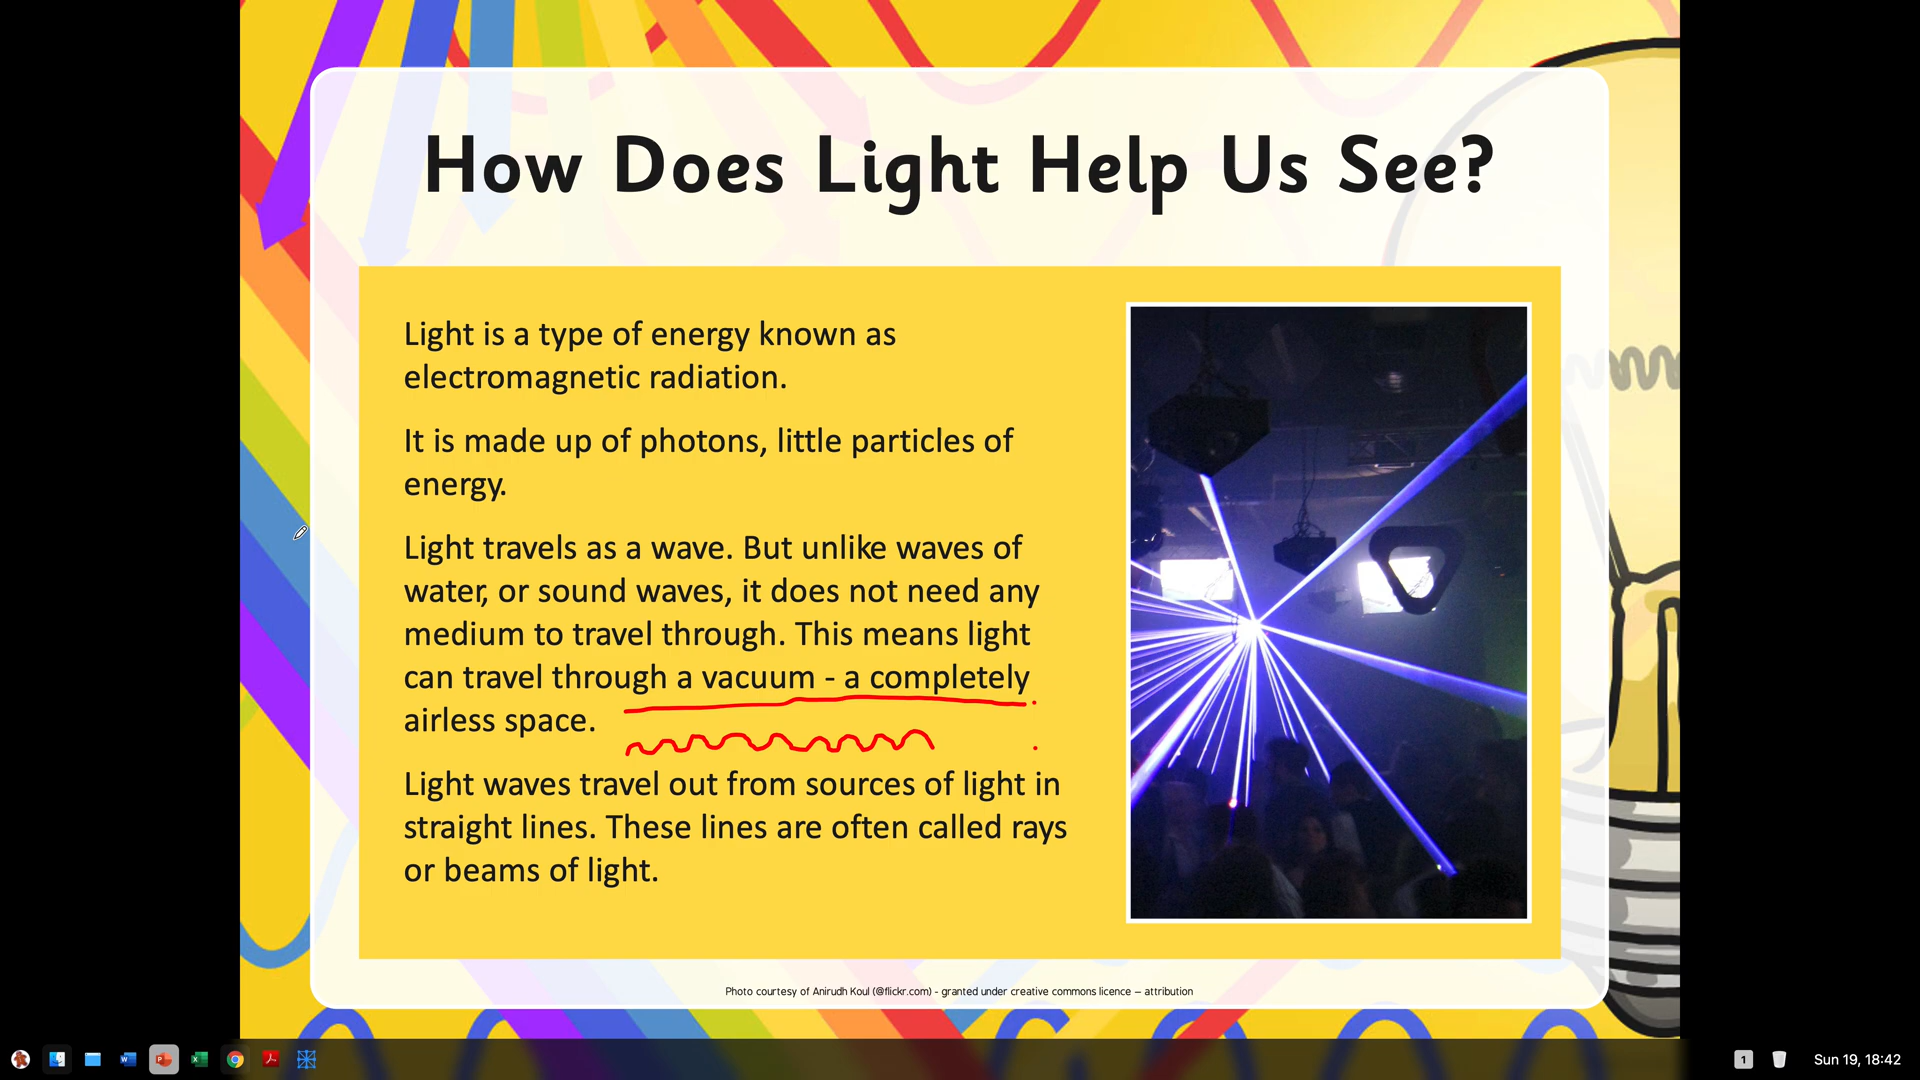 How Does Light Help Us See?
Light is a type of energy known as
electromagnetic radiation.
It is made up of photons, little particles of
energy.
Light travels as a wave. But unlike waves of
water, or sound waves, it does not need any
medium to travel through. This means light
can travel through a vacuum - a completely
airless space.
Light waves travel out from sources of light in
straight lines. These lines are often called rays
or beams of light.
Photo courtesy of Anirudh Koul (@flickr.com) - granted under creative commons licence – attribution
1
Sun 19, 18:42